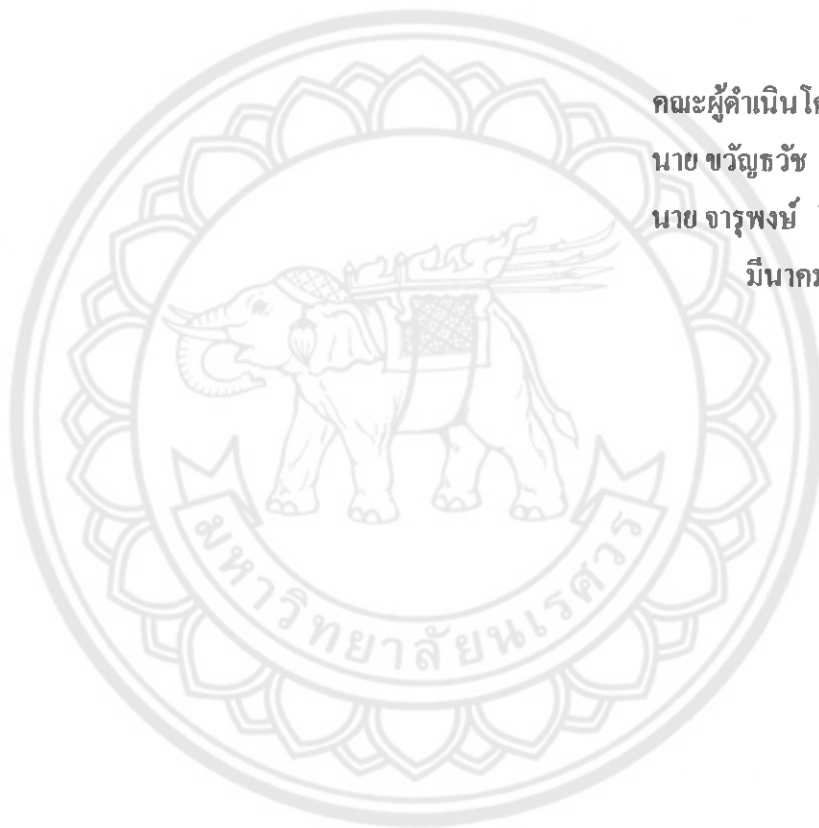 คณะผู้ดำเนิน
นาย ขวัญธวัช
นาย จารุพงษ์
มีนาคม
มหาวิทยาลัยนเรศวร